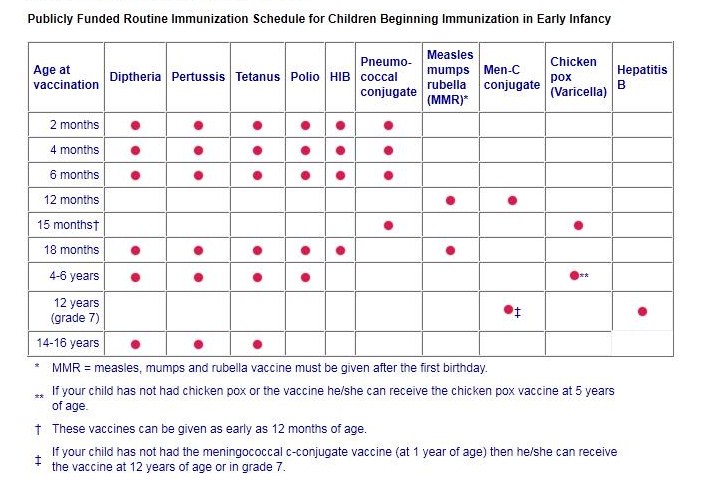 Publicly Funded Routine Immunization Schedule for Children Beginning Immunization in Early Infancy
Age at vaccination Diptheria Pertussis Tetanus Polio HIB Pneumo-coccal conjugate Measles mumps rubella (MMR)* Men-C conjugate Chicken pox (Varicella) Hepatitis B
2 months ● ● ● ● ● ●
4 months ● ● ● ● ● ●
6 months ● ● ● ● ● ●
12 months ● ●
15 months† ● ●
18 months ● ● ● ● ● ●
4-6 years ● ● ● ● ●**
12 years (grade 7) ●‡ ●
14-16 years ● ● ●
* MMR = measles, mumps and rubella vaccine must be given after the first birthday.
** If your child has not had chicken pox or the vaccine he/she can receive the chicken pox vaccine at 5 years
of age.
† These vaccines can be given as early as 12 months of age.
‡ If your child has not had the meningococcal c-conjugate vaccine (at 1 year of age) then he/she can receive
the vaccine at 12 years of age or in grade 7.